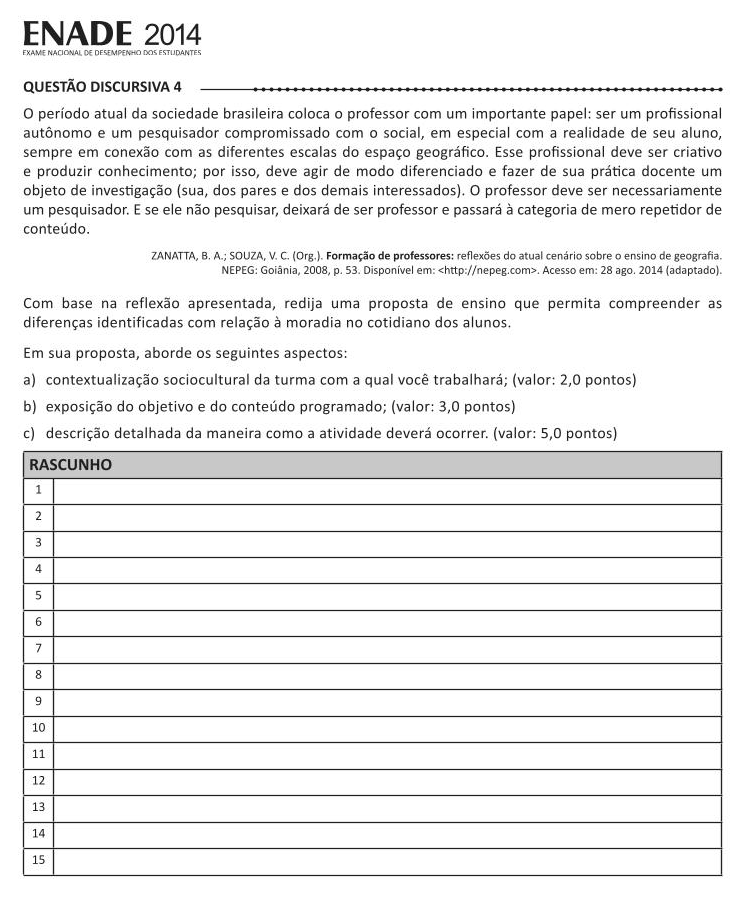 ENADE 2014
EXAME NACIONAL DE DESEMPENHO DOS ESTUDANTES
QUESTÃO DISCURSIVA 4
O período atual da sociedade brasileira coloca o professor com um importante papel: ser um profissional
autônomo e um pesquisador compromissado com o social, em especial com a realidade de seu aluno,
sempre em conexão com as diferentes escalas do espaço geográfico. Esse profissional deve ser criativo
e produzir conhecimento; por isso, deve agir de modo diferenciado e fazer de sua prática docente um
objeto de investigação (sua, dos pares e dos demais interessados). O professor deve ser necessariamente
um pesquisador. E se ele não pesquisar, deixará de ser professor e passará à categoria de mero repetidor de
conteúdo.
ZANATTA, B. A.; SOUZA, V. C. (Org.). Formação de professores: reflexões do atual cenário sobre o ensino de geografia.
NEPEG: Goiânia, 2008, p. 53. Disponível em: <http://nepeg.com>. Acesso em: 28 ago. 2014 (adaptado).
Com base na reflexão apresentada, redija uma proposta de ensino que permita compreender as
diferenças identificadas com relação à moradia no cotidiano dos alunos.
Em sua proposta, aborde os seguintes aspectos:
a) contextualização sociocultural da turma com a qual você trabalhará; (valor: 2,0 pontos)
b) exposição do objetivo e do conteúdo programado; (valor: 3,0 pontos)
c) descrição detalhada da maneira como a atividade deverá ocorrer. (valor: 5,0 pontos)
RASCUNHO
1
2
3
4
5
6
7
8
9
10
11
12
13
14
15